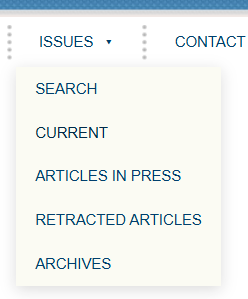 ISSUES ▾ CONTACT
SEARCH
CURRENT
ARTICLES IN PRESS
RETRACTED ARTICLES
ARCHIVES